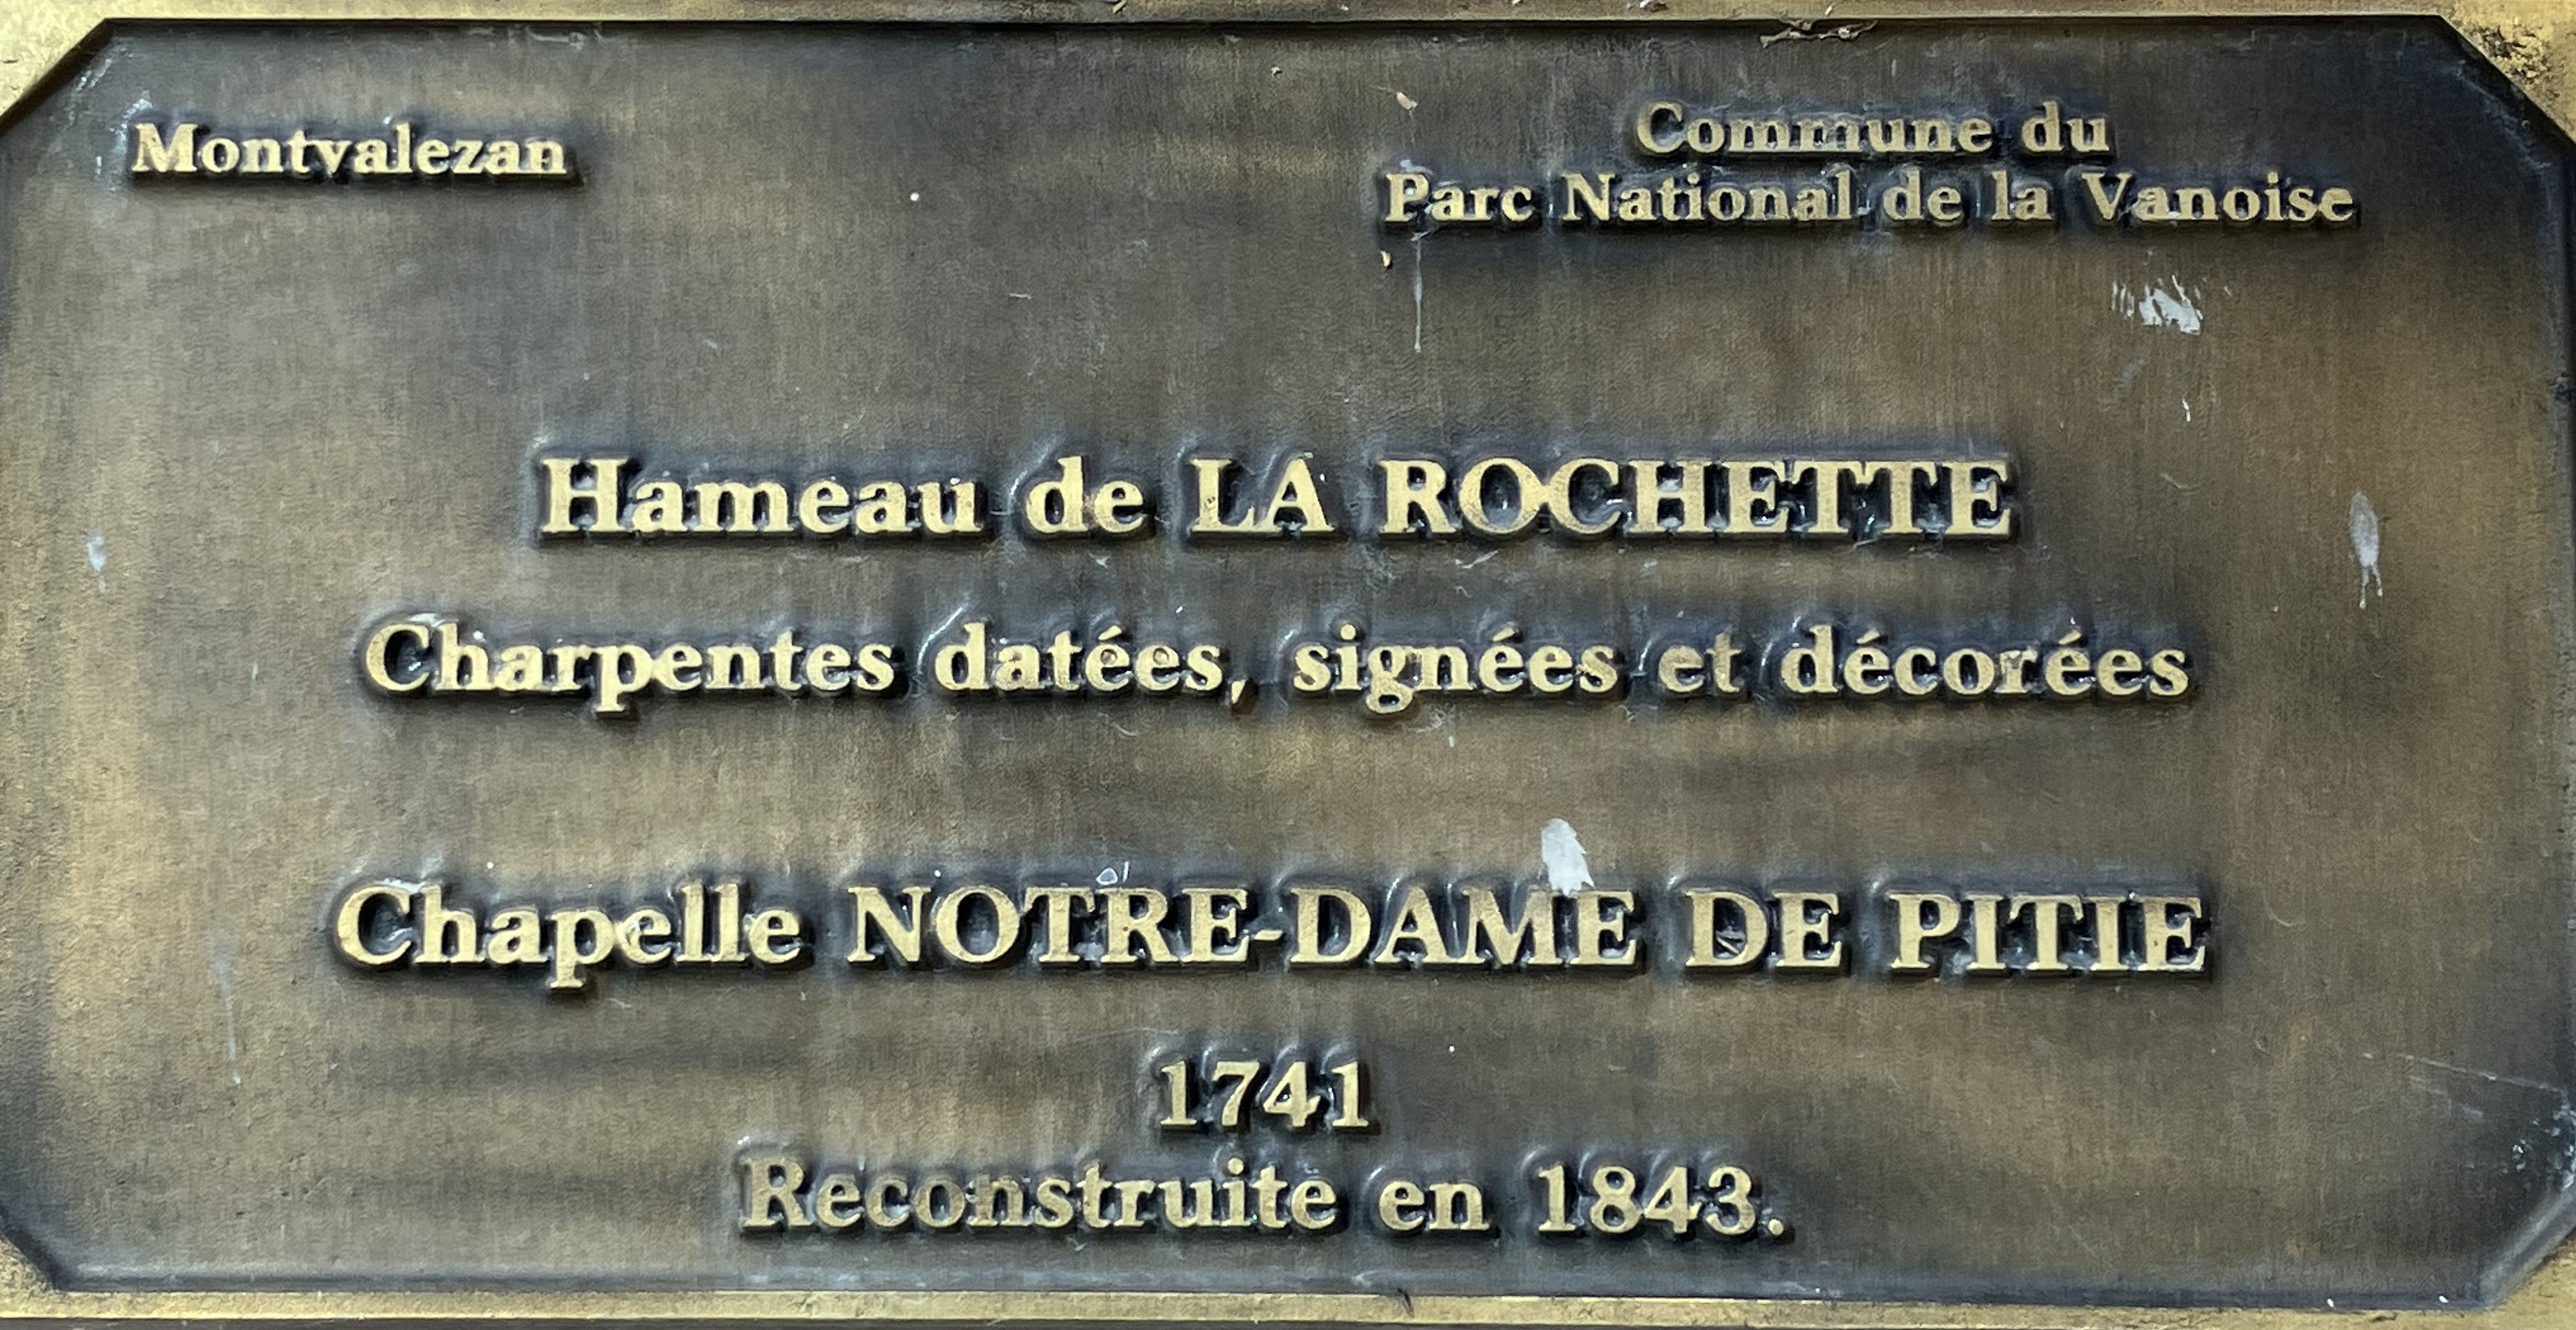 Montvalezan
Commune du
Parc National de la Vanoise
Hameau de LA ROCHETTE
Charpentes datées, signées et décorées
Chapelle NOTRE-DAME DE PITIE
1741
Reconstruite en 1843.